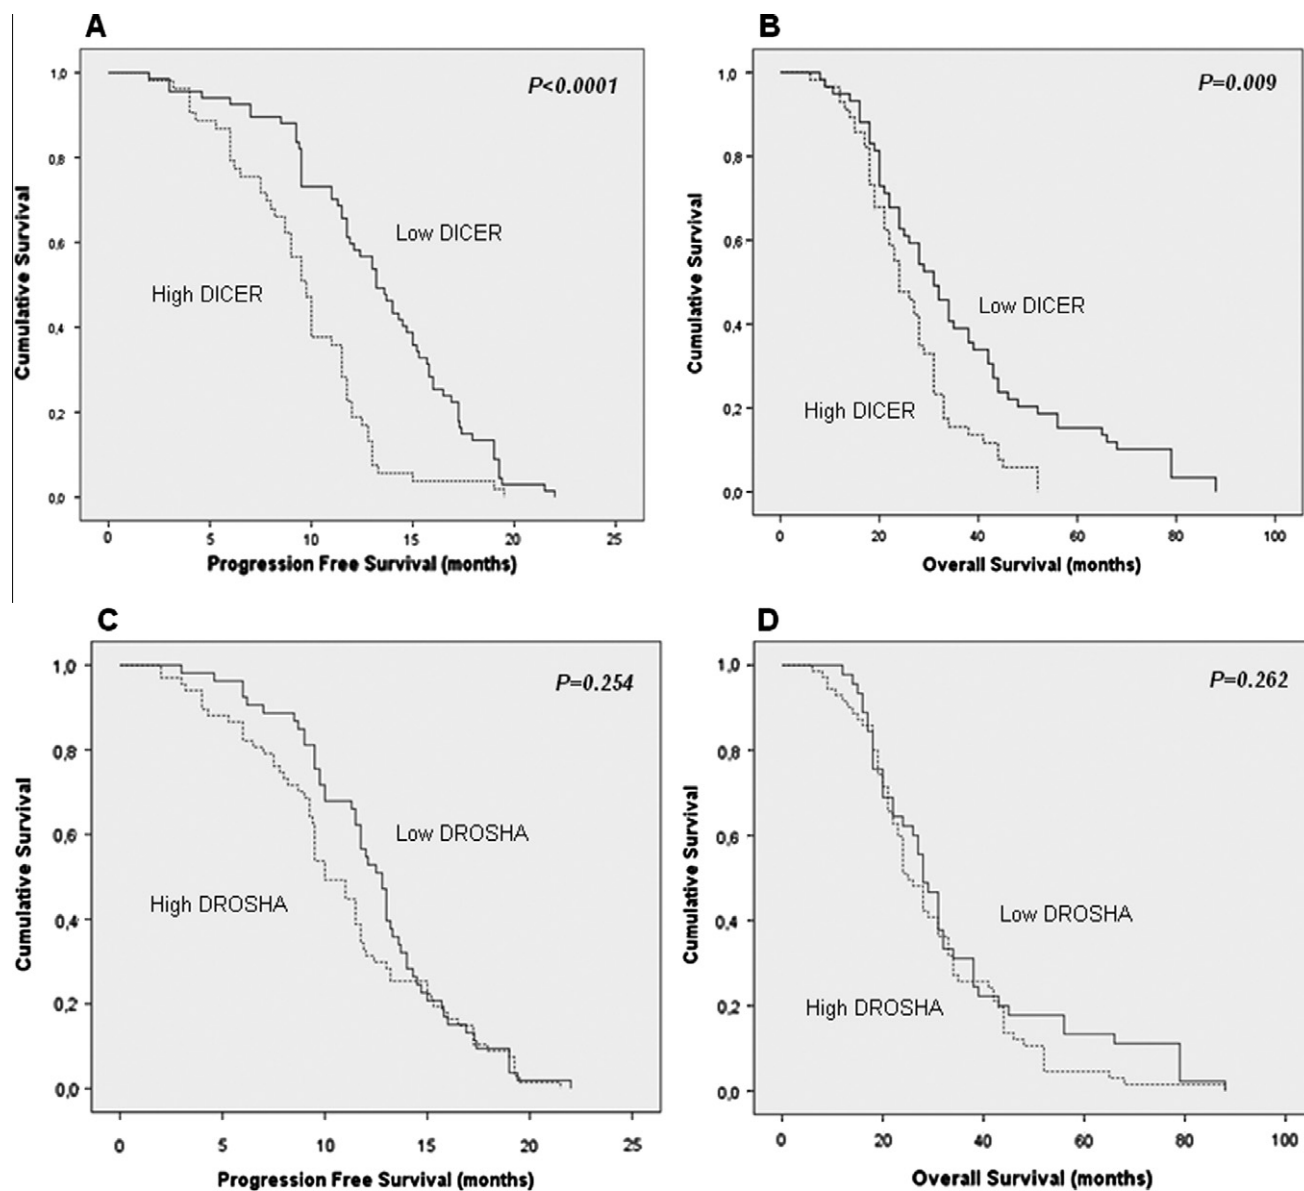 A
P<0.0001
Cumulative Survival
1,0
0,8
0,6
0,4
0,2
0,0
Low DICER
High DICER
0 5 10 15 20 25
Progression Free Survival (months)
B
P=0.009
Cumulative Survival
1,0
0,8
0,6
0,4
0,2
0,0
Low DICER
High DICER
0 20 40 60 80 100
Overall Survival (months)
C
P=0.254
Cumulative Survival
1,0
0,8
0,6
0,4
0,2
0,0
Low DROSHA
High DROSHA
0 5 10 15 20 25
Progression Free Survival (months)
D
P=0.262
Cumulative Survival
1,0
0,8
0,6
0,4
0,2
0,0
Low DROSHA
High DROSHA
0 20 40 60 80 100
Overall Survival (months)